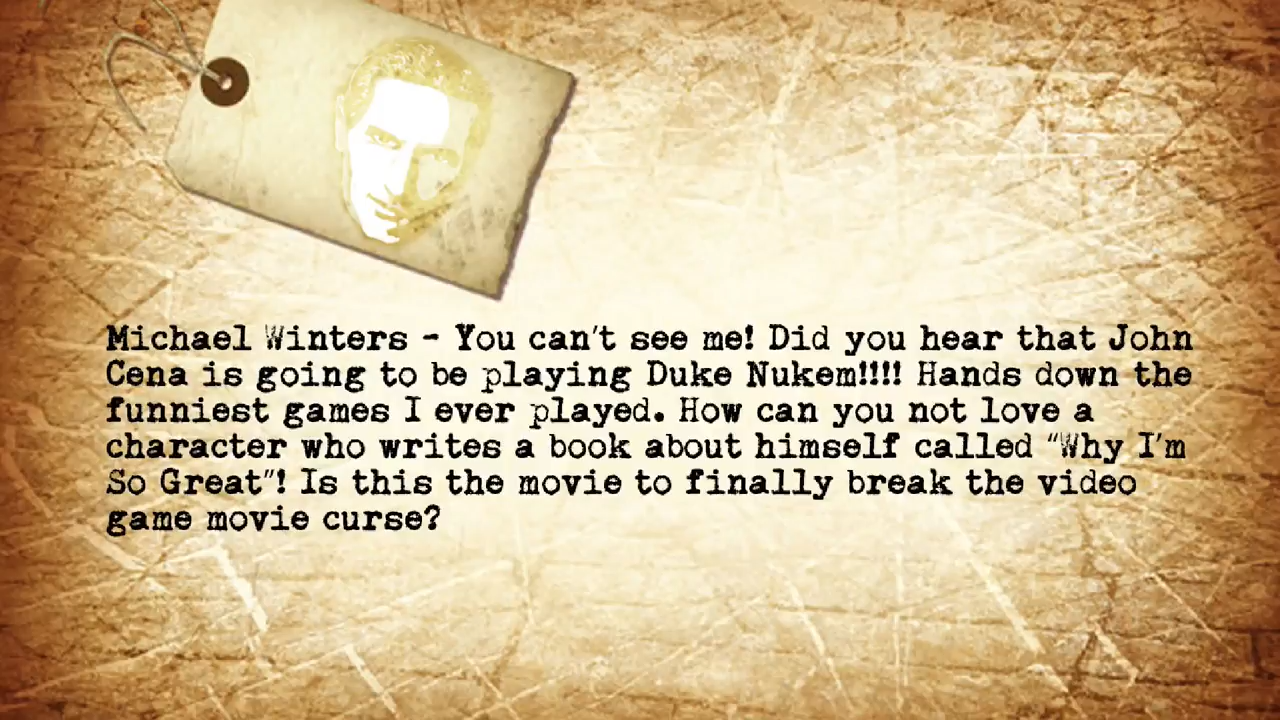 Michael Winters - You can't see me! Did you hear that John
Cena is going to be playing Duke Nukem!!!! Hands down the
funniest games I ever played. How can you not love a
character who writes a book about himself called "Why I'm
So Great"! Is this the movie to finally break the video
game movie curse?